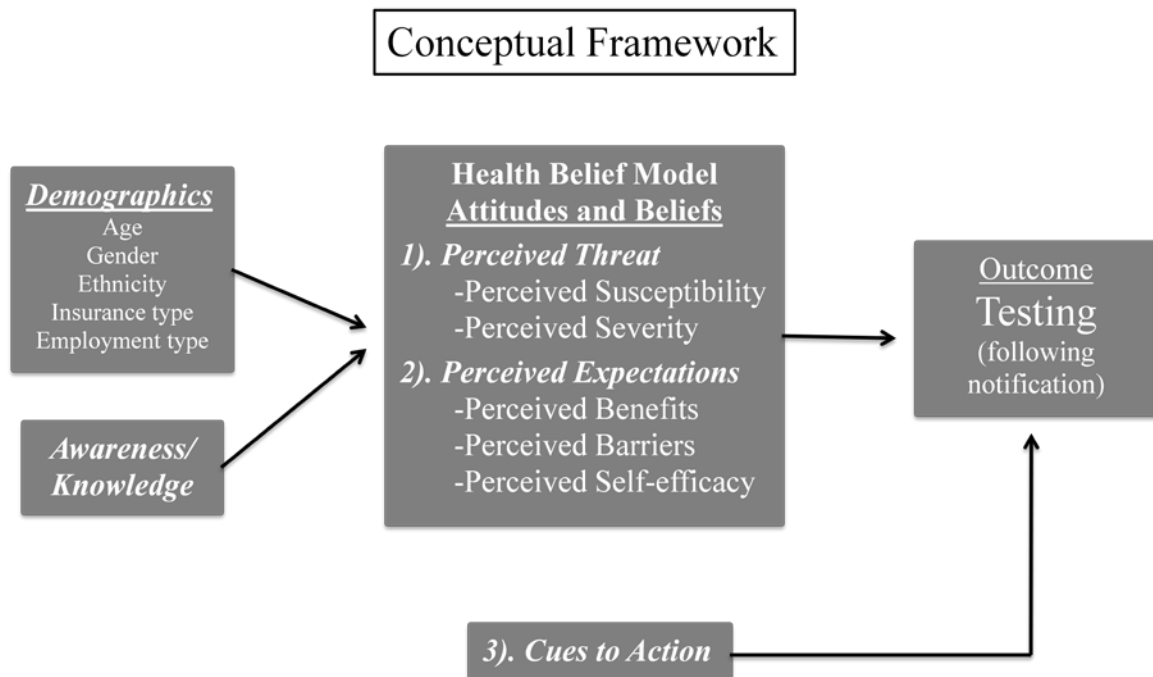 Conceptual Framework
Demographics
Age
Gender
Ethnicity
Insurance type
Employment type
Awareness/
Knowledge
Health Belief Model
Attitudes and Beliefs
1). Perceived Threat
-Perceived Susceptibility
-Perceived Severity
2). Perceived Expectations
-Perceived Benefits
-Perceived Barriers
-Perceived Self-efficacy
Outcome
Testing
(following
notification)
3). Cues to Action